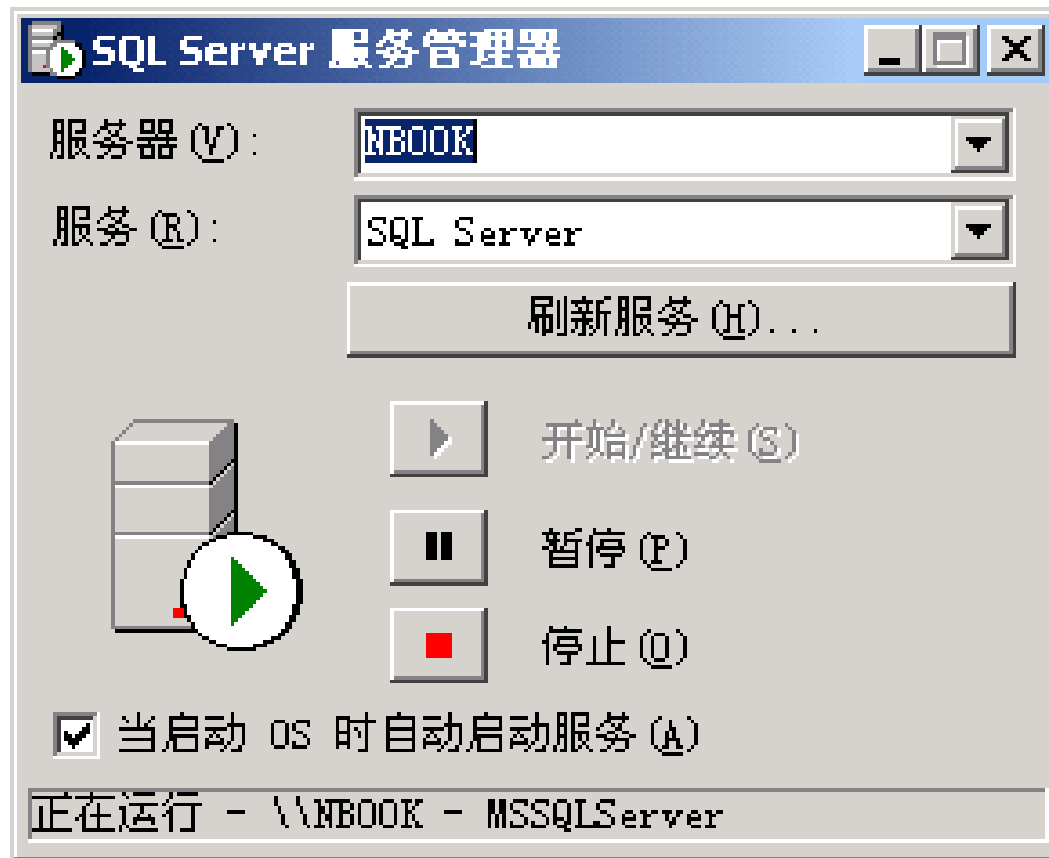 SQL Server 服务管理器
服务器(V):
NBOOK
服务(R):
SQL Server
刷新服务(H)...
开始/继续(S)
暂停(P)
停止(O)
当启动 OS 时自动启动服务(A)
正在运行 - \\NBOOK - MSSQLServer